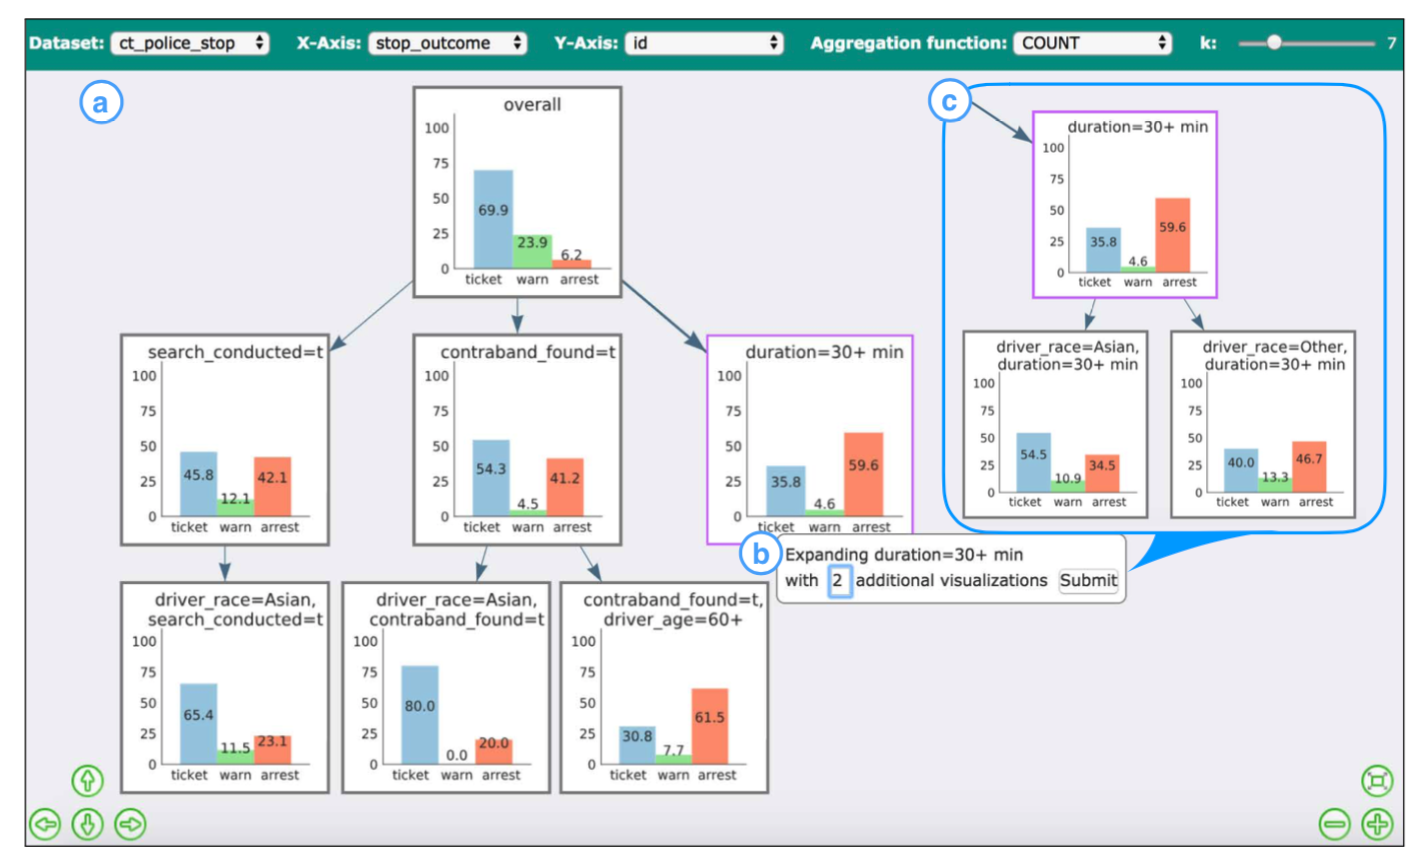 Dataset: ct_police_stop X-Axis: stop_outcome Y-Axis: id Aggregation function: COUNT k: 7
a
overall
100
75
50
25
0
69.9
23.9
6.2
ticket warn arrest
search_conducted=t
100
75
50
25
0
45.8
12.1
42.1
ticket warn arrest
contraband_found=t
100
75
50
25
0
54.3
4.5
41.2
ticket warn arrest
duration=30+ min
100
75
50
25
0
35.8
4.6
59.6
ticket warn arrest
driver_race=Asian,
search_conducted=t
100
75
50
25
0
65.4
11.5
23.1
ticket warn arrest
driver_race=Asian,
contraband_found=t
100
75
50
25
0
80.0
0.0
20.0
ticket warn arrest
contraband_found=t,
driver_age=60+
100
75
50
25
0
30.8
7.7
61.5
ticket warn arrest
b
Expanding duration=30+ min
with 2 additional visualizations Submit
c
duration=30+ min
100
75
50
25
0
35.8
4.6
59.6
ticket warn arrest
driver_race=Asian,
duration=30+ min
100
75
50
25
0
54.5
10.9
34.5
ticket warn arrest
driver_race=Other,
duration=30+ min
100
75
50
25
0
40.0
13.3
46.7
ticket warn arrest